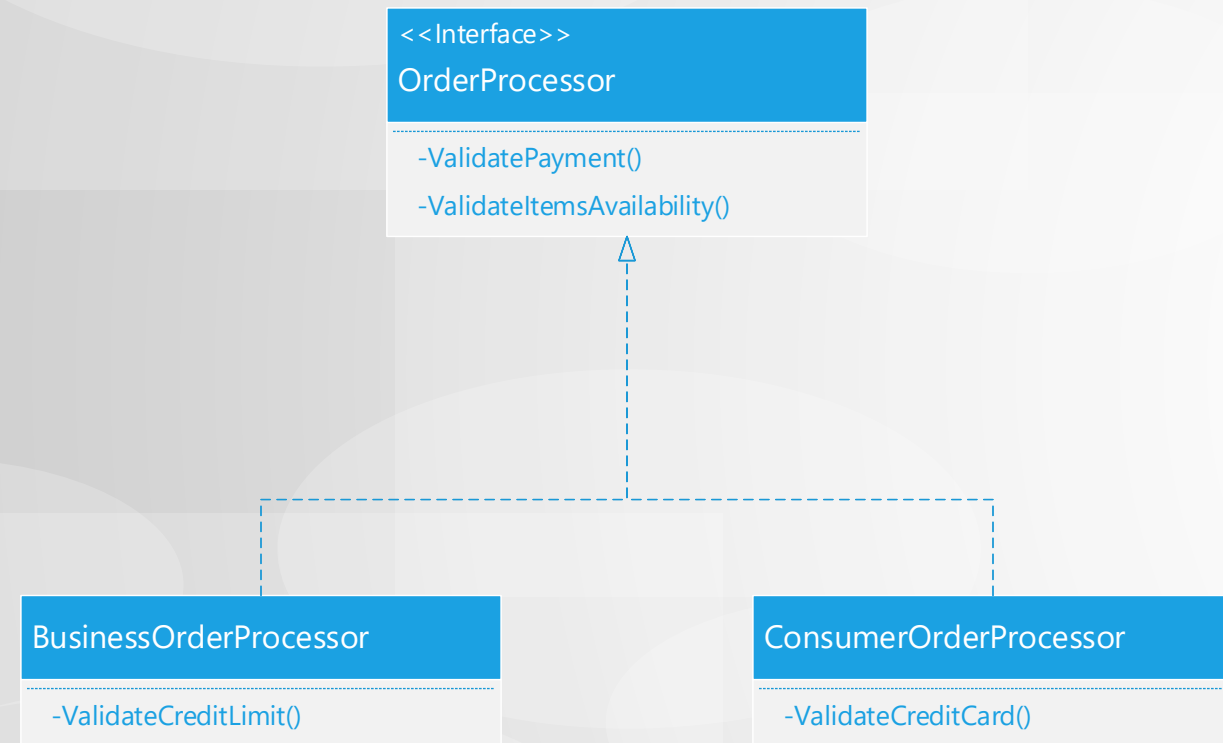 <<Interface>>
OrderProcessor
-ValidatePayment()
-ValidateItemsAvailability()
BusinessOrderProcessor
-ValidateCreditLimit()
ConsumerOrderProcessor
-ValidateCreditCard()